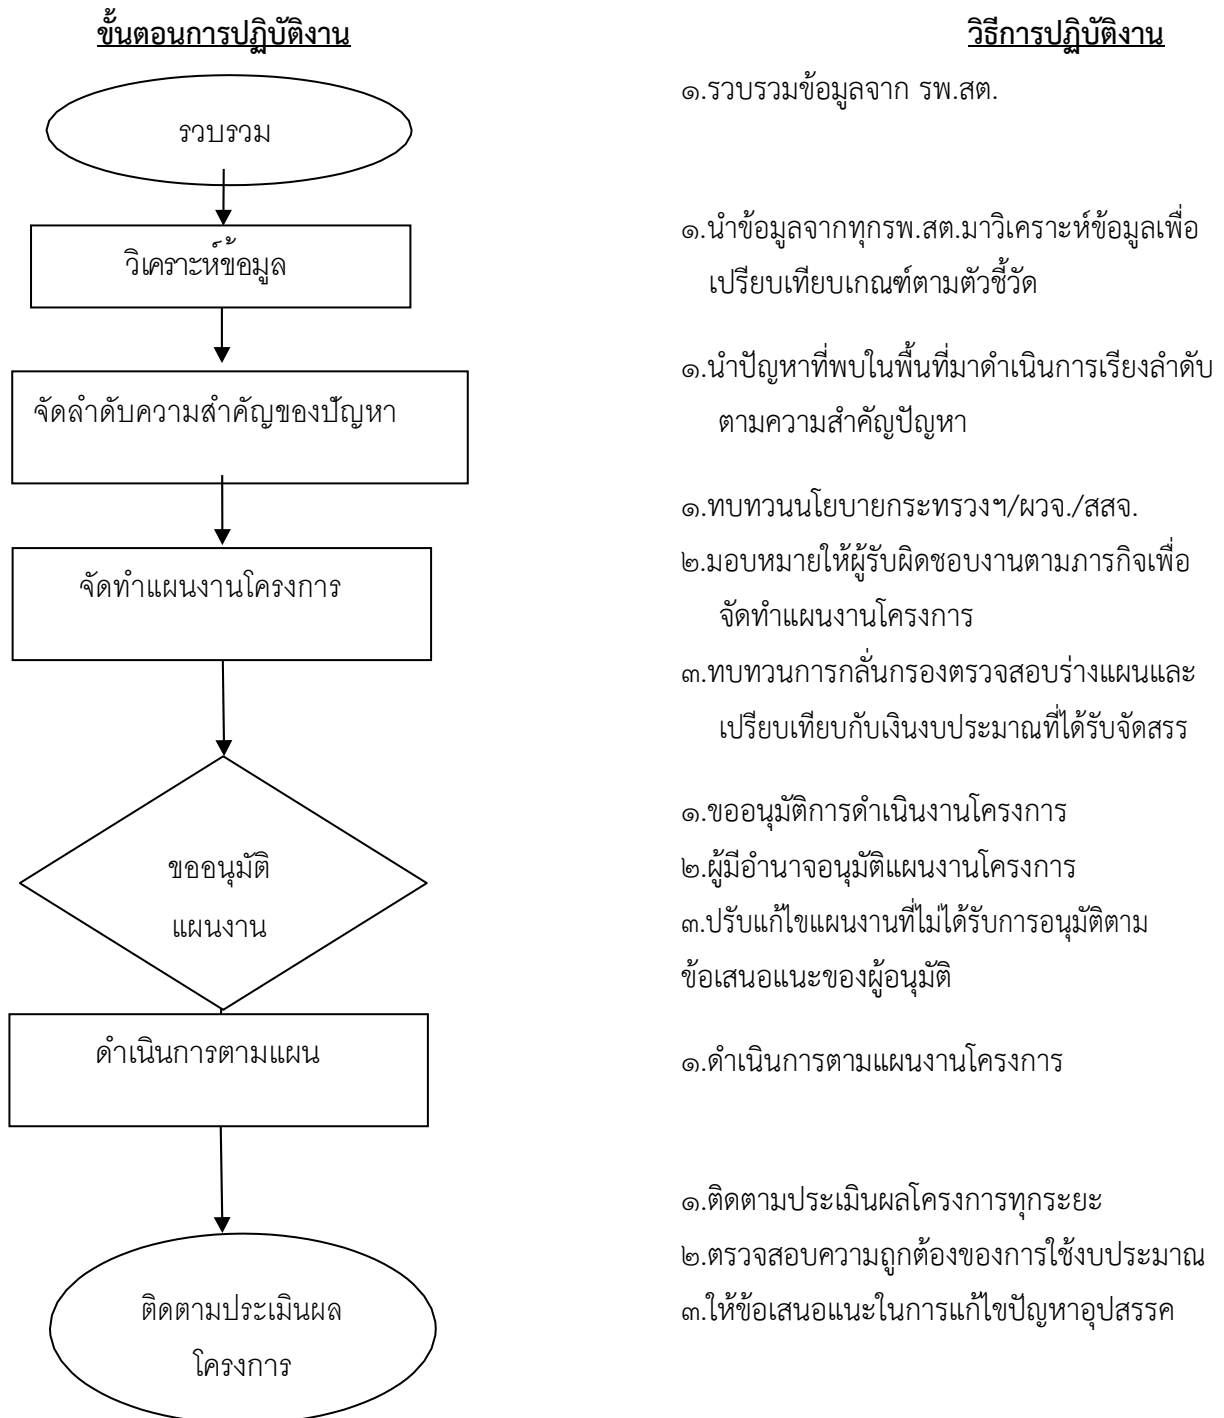 ขั้นตอนการปฏิบัติงาน
วิธีการปฏิบัติงาน
รวบรวม
๑.รวบรวมข้อมูลจาก รพ.สต.
วิเคราะห์ข้อมูล
๑.นำข้อมูลจากทุกรพ.สต.มาวิเคราะห์ข้อมูลเพื่อ
เปรียบเทียบเกณฑ์ตามตัวชี้วัด
จัดลำดับความสำคัญของปัญหา
๑.นำปัญหาที่พบในพื้นที่มาดำเนินการเรียงลำดับ
ตามความสำคัญปัญหา
จัดทำแผนงานโครงการ
๑.ทบทวนนโยบายกระทรวงฯ/ผวจ./สสจ.
๒.มอบหมายให้ผู้รับผิดชอบงานตามภารกิจเพื่อ
จัดทำแผนงานโครงการ
๓.ทบทวนการกลั่นกรองตรวจสอบร่างแผนและ
เปรียบเทียบกับเงินงบประมาณที่ได้รับจัดสรร
ขออนุมัติ
แผนงาน
๑.ขออนุมัติการดำเนินงานโครงการ
๒.ผู้มีอำนาจอนุมัติแผนงานโครงการ
๓.ปรับแก้ไขแผนงานที่ไม่ได้รับการอนุมัติตาม
ข้อเสนอแนะของผู้อนุมัติ
ดำเนินการตามแผน
๑.ดำเนินการตามแผนงานโครงการ
ติดตามประเมินผล
โครงการ
๑.ติดตามประเมินผลโครงการทุกระยะ
๒.ตรวจสอบความถูกต้องของการใช้งบประมาณ
๓.ให้ข้อเสนอแนะในการแก้ไขปัญหาอุปสรรค